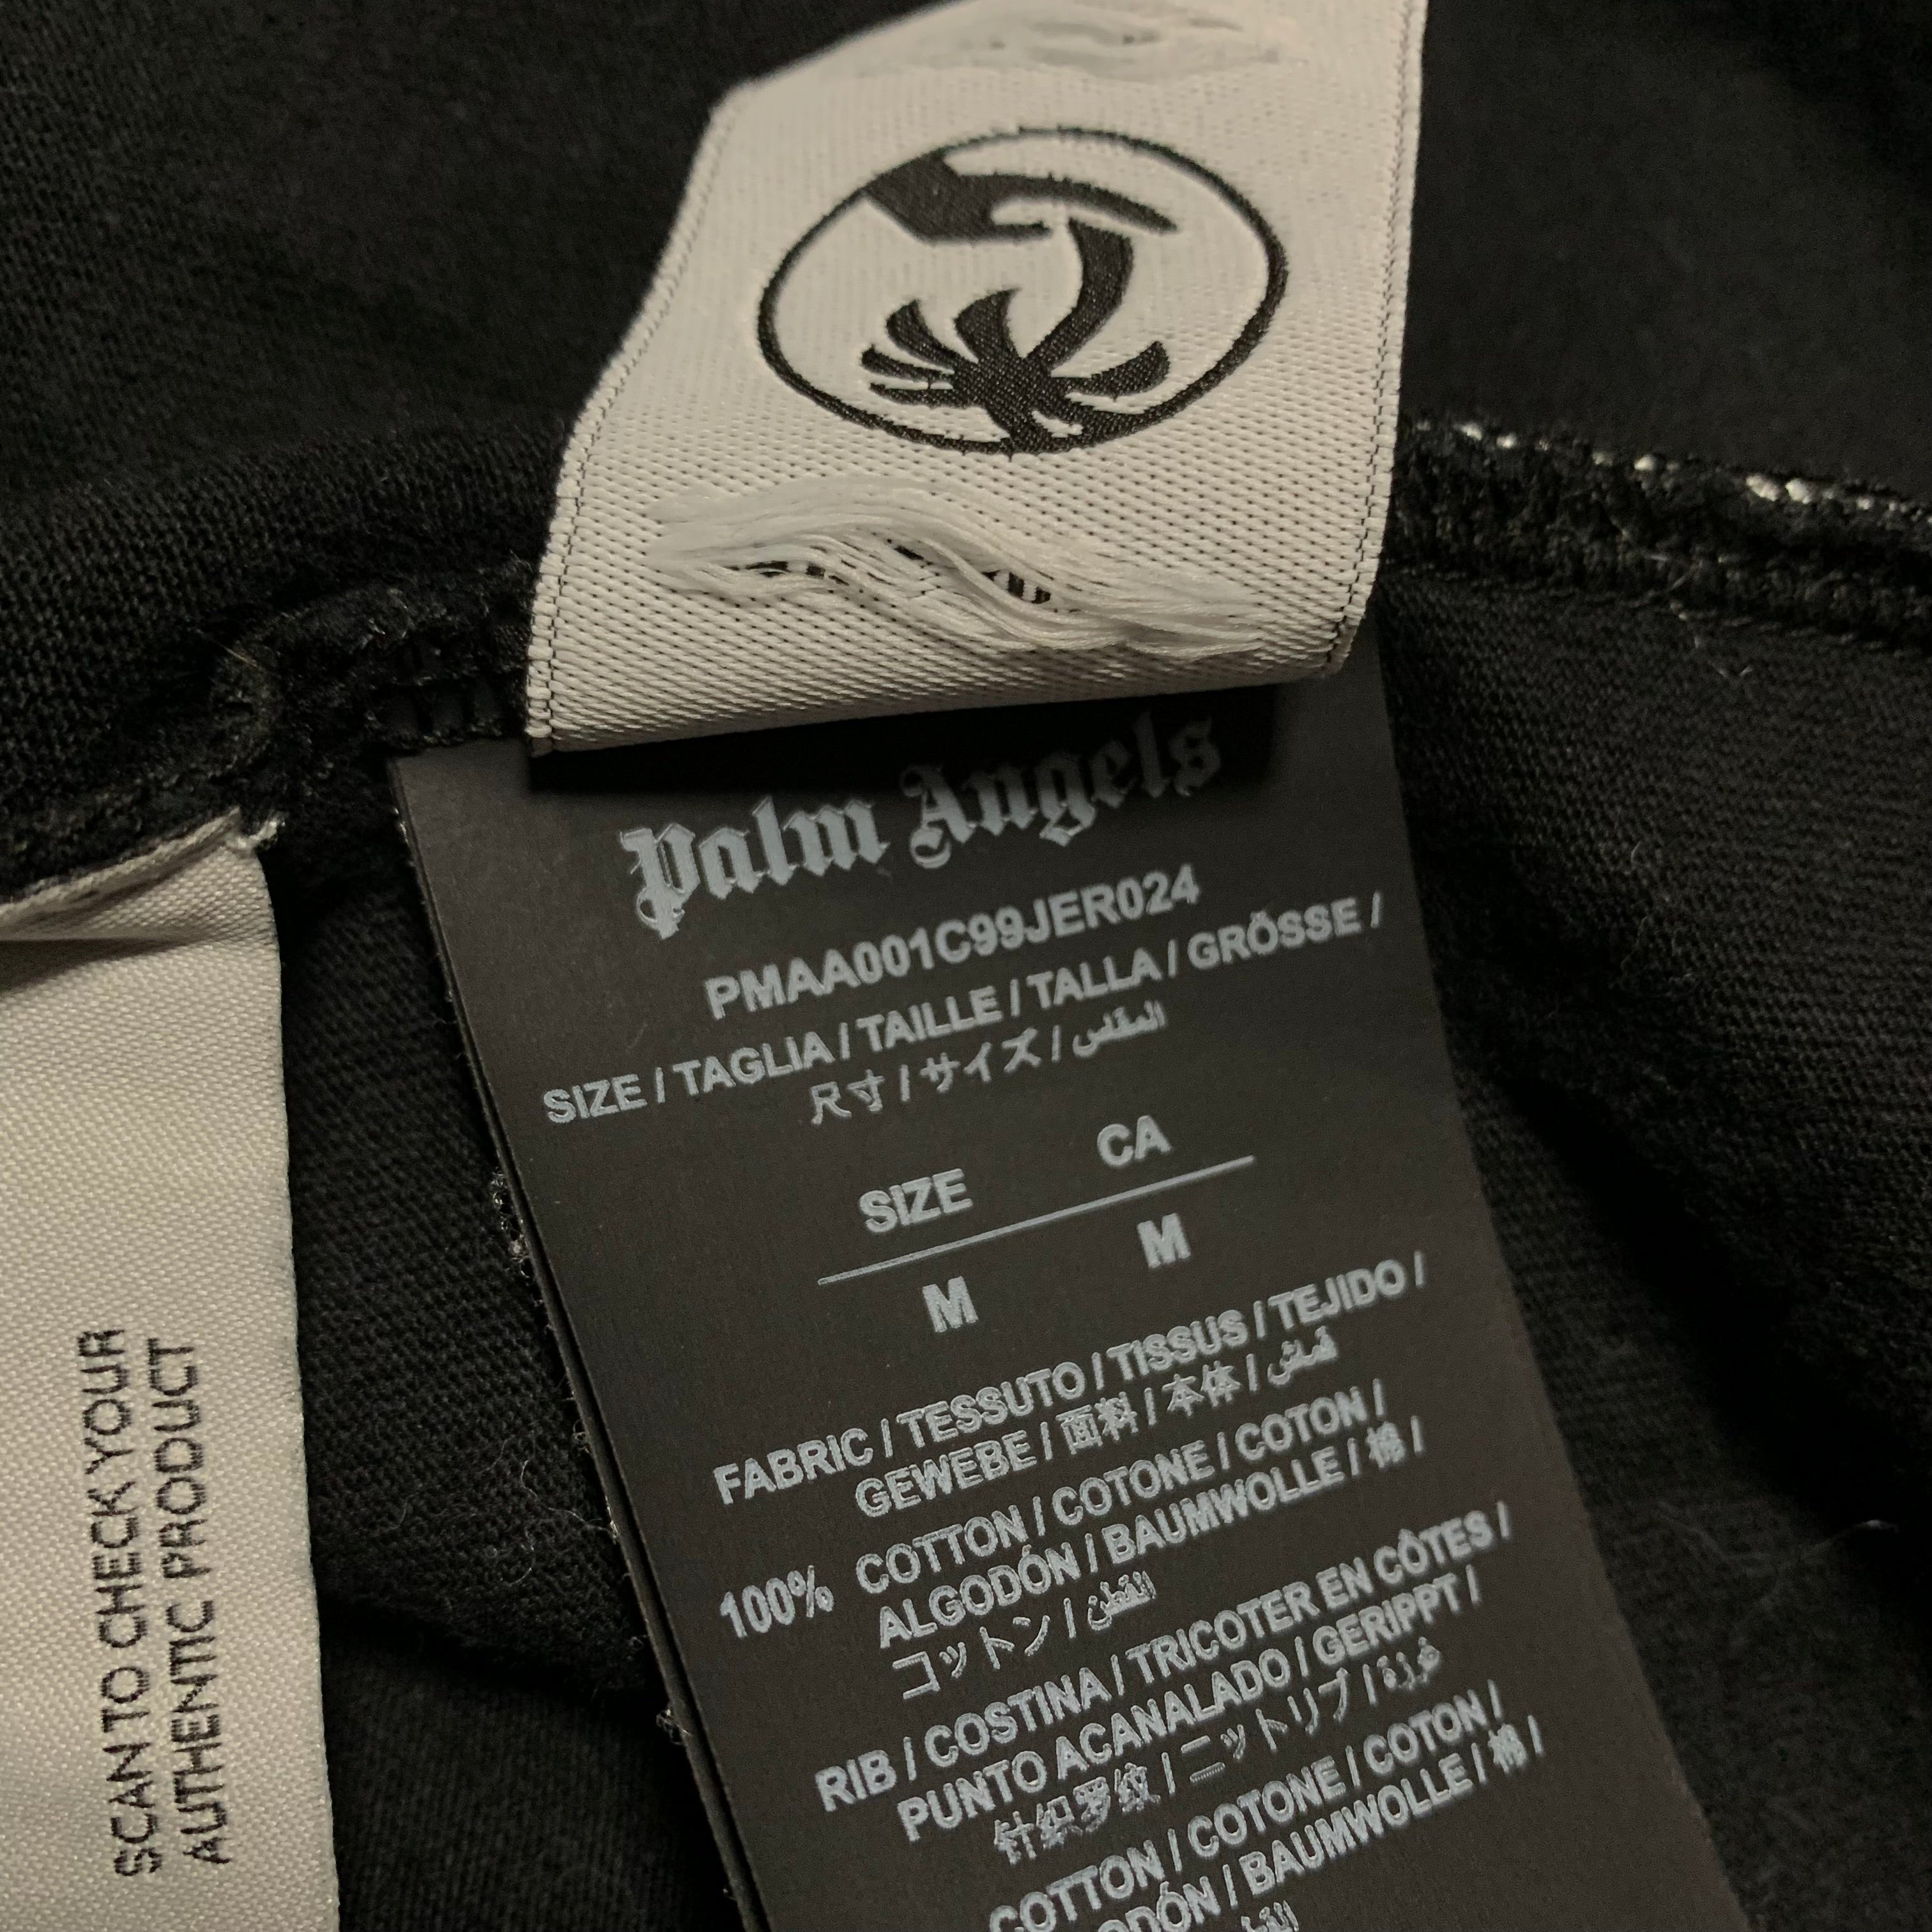 Palm Angels
PMAA001C99JER024
SIZE / TAGLIA / TAILLE / TALLA / GRÖSSE /
尺寸 / サイズ / المقاس
SIZE CA
M M
FABRIC / TESSUTO / TISSUS / TEJIDO /
GEWEBE / 面料 / 本体 / قماش
100% COTTON / COTONE / COTON /
ALGODÓN / BAUMWOLLE / 棉 /
コットン / القطن
RIB / COSTINA / TRICOTER EN CÔTES /
PUNTO ACANALADO / GERIPPT /
针织罗纹 / ニットリブ /
COTTON / COTONE / COTON /
BAUMWOLLE / 棉 /
SCAN TO CHECK YOUR
AUTHENTIC PRODUCT